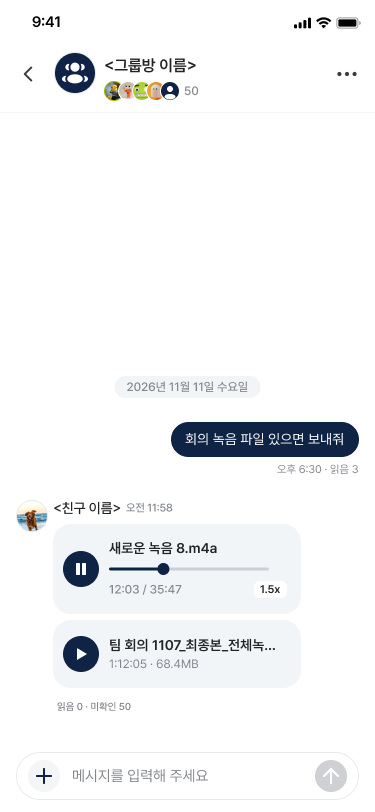 9:41
<그룹방 이름>
50
2026년 11월 11일 수요일
회의 녹음 파일 있으면 보내줘
오후 6:30 · 읽음 3
<친구 이름> 오전 11:58
새로운 녹음 8.m4a
12:03 / 35:47
1.5x
팀 회의 1107_최종본_전체녹...
1:12:05 · 68.4MB
읽음 0 · 미확인 50
메시지를 입력해 주세요